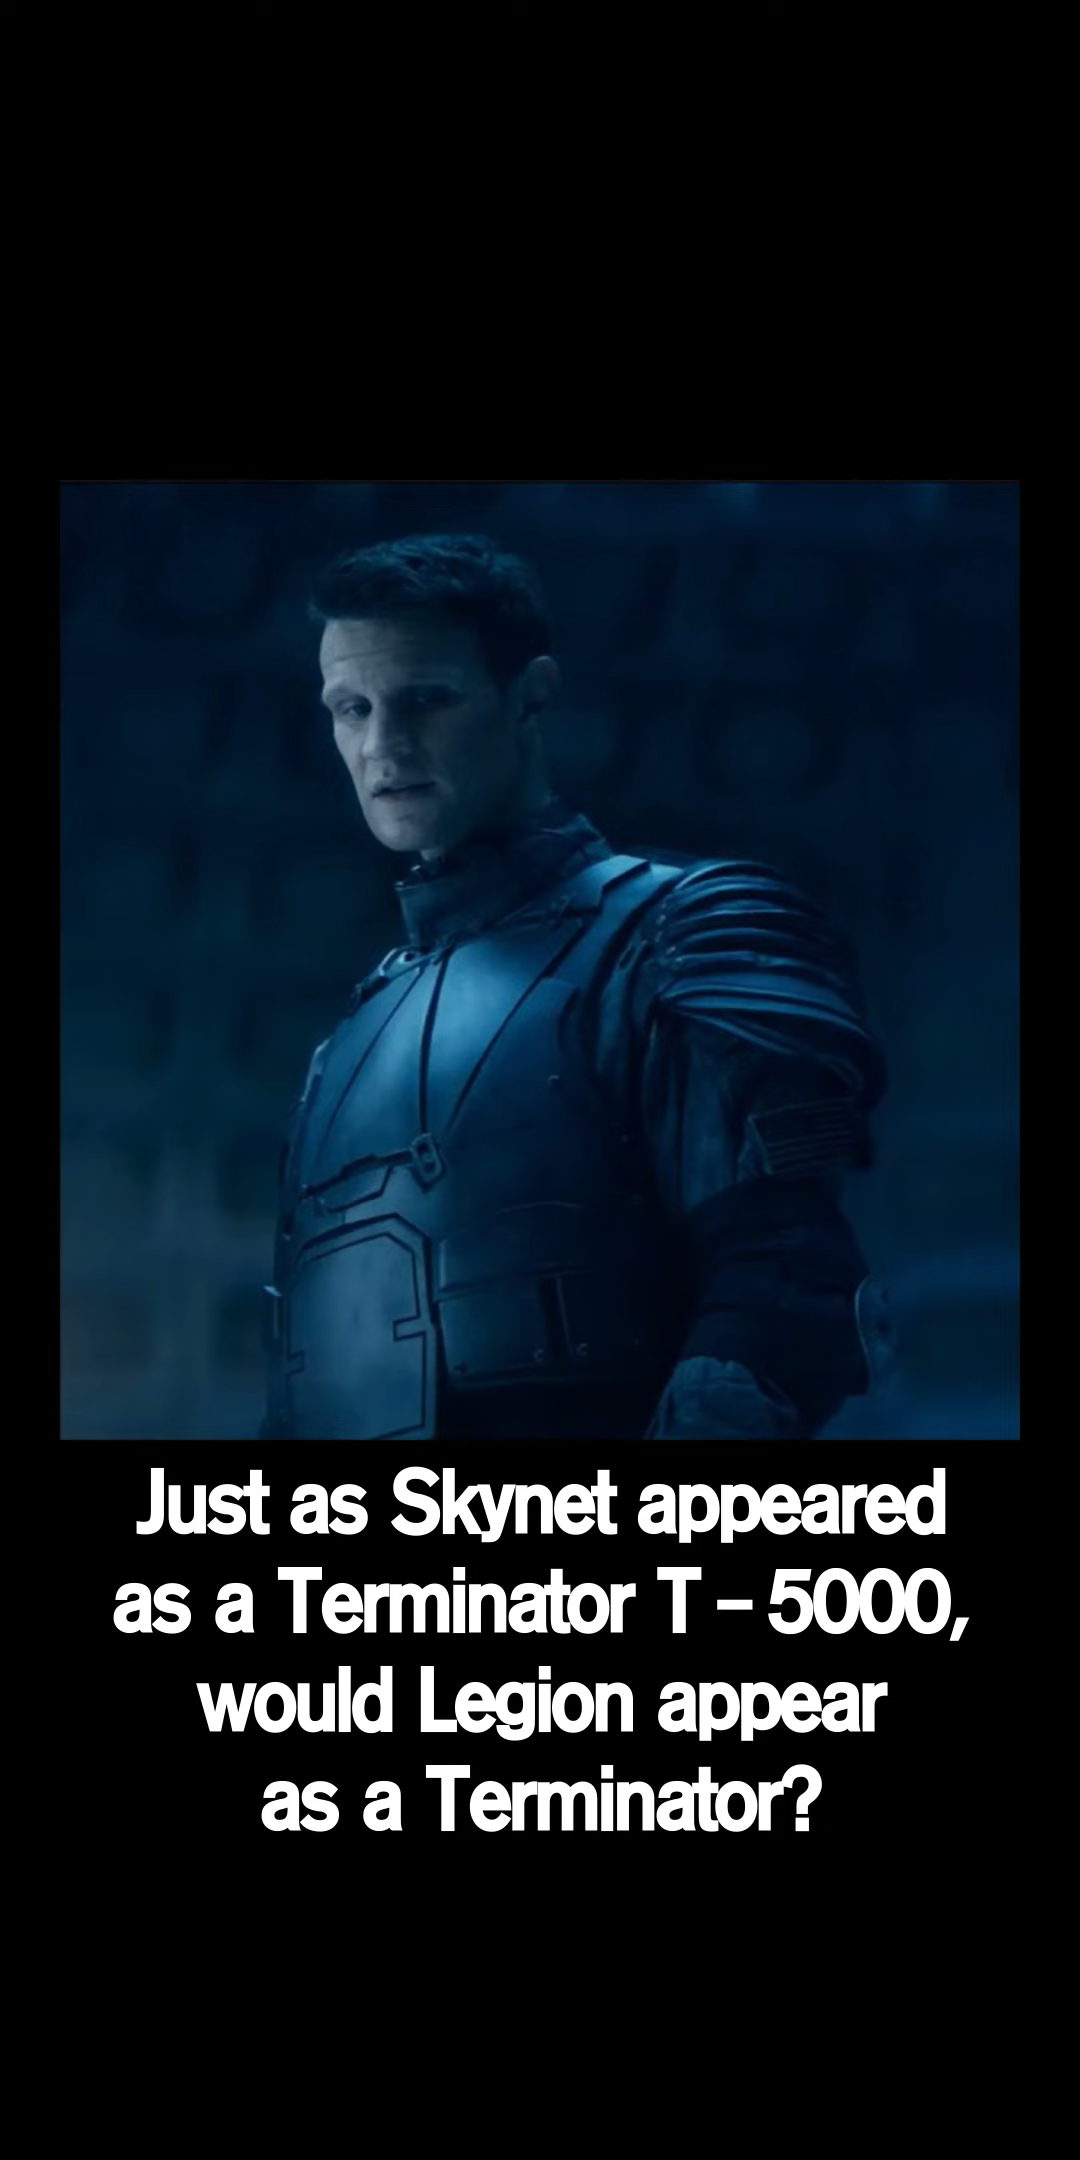 Just as Skynet appeared
as a Terminator T-5000,
would Legion appear
as a Terminator?